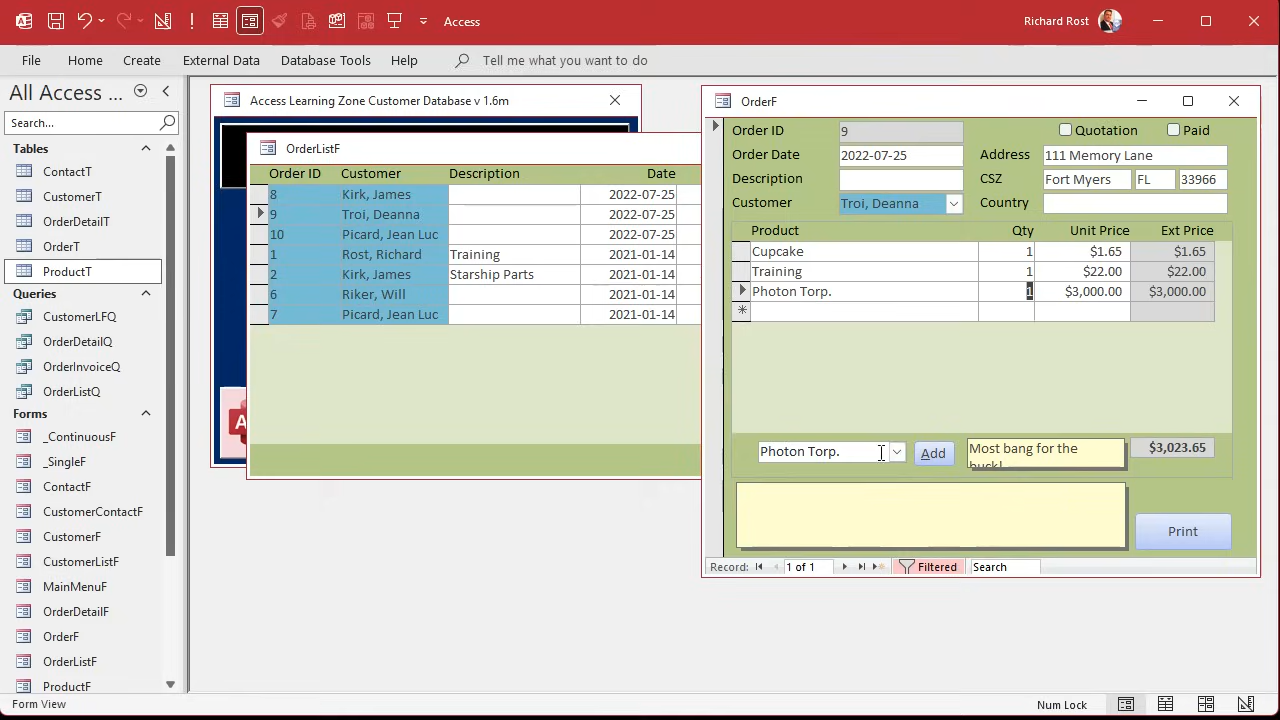 Access
Richard Rost
File Home Create External Data Database Tools Help Tell me what you want to do
All Access ...
Search...
Tables
ContactT
CustomerT
OrderDetailT
OrderT
ProductT
Queries
CustomerLFQ
OrderDetailQ
OrderInvoiceQ
OrderListQ
Forms
_ContinuousF
_SingleF
ContactF
CustomerContactF
CustomerF
CustomerListF
MainMenuF
OrderDetailF
OrderF
OrderListF
ProductF
Access Learning Zone Customer Database v 1.6m
OrderListF
Order ID Customer Description Date
8 Kirk, James 2022-07-25
9 Troi, Deanna 2022-07-25
10 Picard, Jean Luc 2022-07-25
1 Rost, Richard Training 2021-01-14
2 Kirk, James Starship Parts 2021-01-14
6 Riker, Will 2021-01-14
7 Picard, Jean Luc 2021-01-14
OrderF
Order ID 9 Quotation Paid
Order Date 2022-07-25 Address 111 Memory Lane
Description CSZ Fort Myers FL 33966
Customer Troi, Deanna Country
Product Qty Unit Price Ext Price
Cupcake 1 $1.65 $1.65
Training 1 $22.00 $22.00
Photon Torp. 1 $3,000.00 $3,000.00
Photon Torp. Add Most bang for the $3,023.65
buck!
Print
Record: 1 of 1 Filtered Search
Form View Num Lock